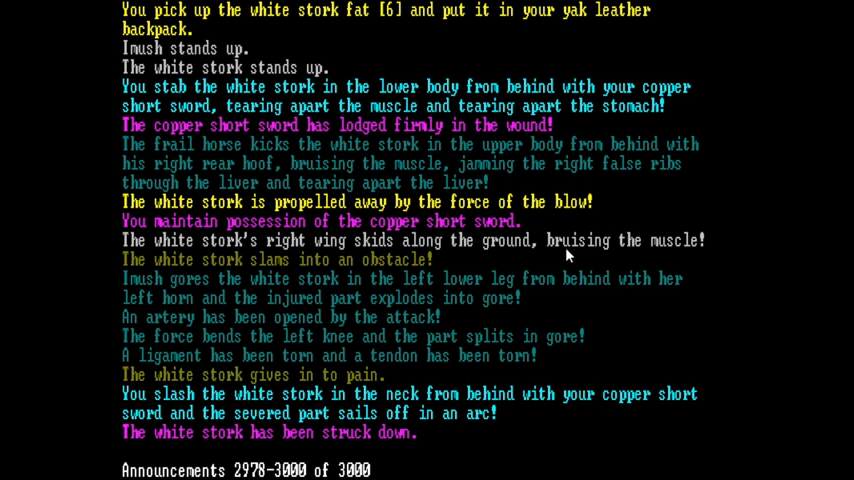 You pick up the white stork fat [6] and put it in your yak leather
backpack.
Imush stands up.
The white stork stands up.
You stab the white stork in the lower body from behind with your copper
short sword, tearing apart the muscle and tearing apart the stomach!
The copper short sword has lodged firmly in the wound!
The frail horse kicks the white stork in the upper body from behind with
his right rear hoof, bruising the muscle, jamming the right false ribs
through the liver and tearing apart the liver!
The white stork is propelled away by the force of the blow!
You maintain possession of the copper short sword.
The white stork's right wing skids along the ground, bruising the muscle!
The white stork slams into an obstacle!
Imush gores the white stork in the left lower leg from behind with her
left horn and the injured part explodes into gore!
An artery has been opened by the attack!
The force bends the left knee and the part splits in gore!
A ligament has been torn and a tendon has been torn!
The white stork gives in to pain.
You slash the white stork in the neck from behind with your copper short
sword and the severed part sails off in an arc!
The white stork has been struck down.
Announcements 2978-3000 of 3000